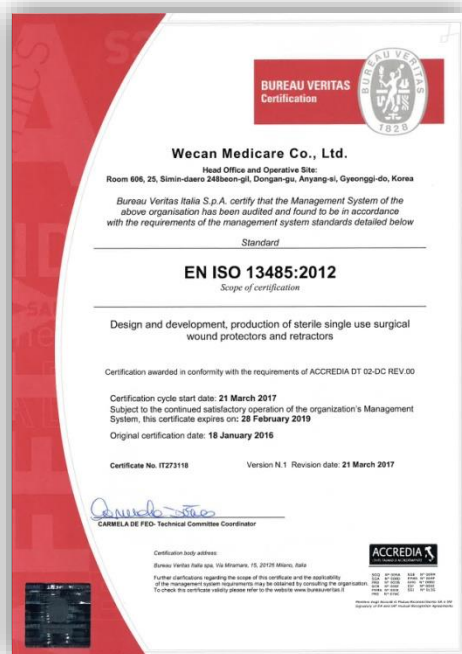 BUREAU VERITAS
Certification
BUREAU VERITAS
1828
Wecan Medicare Co., Ltd.
Head Office and Operative Site:
Room 606, 25, Simin-daero 248beon-gil, Dongan-gu, Anyang-si, Gyeonggi-do, Korea
Bureau Veritas Italia S.p.A. certify that the Management System of the
above organisation has been audited and found to be in accordance
with the requirements of the management system standards detailed below
Standard
EN ISO 13485:2012
Scope of certification
Design and development, production of sterile single use surgical
wound protectors and retractors
Certification awarded in conformity with the requirements of ACCREDIA DT 02-DC REV.00
Certification cycle start date: 21 March 2017
Subject to the continued satisfactory operation of the organization's Management
System, this certificate expires on: 28 February 2019
Original certification date: 18 January 2016
Certificate No. IT273118 Version N.1 Revision date: 21 March 2017
CARMELA DE FEO- Technical Committee Coordinator
Certification body address:
Bureau Veritas Italia spa, Via Miramare, 15, 20126 Milano, Italia
Further clarifications regarding the scope of this certificate and the applicability
of the management system requirements may be obtained by consulting the organisation.
To check this certificate validity please refer to the website www.bureauveritas.it
ACCREDIA